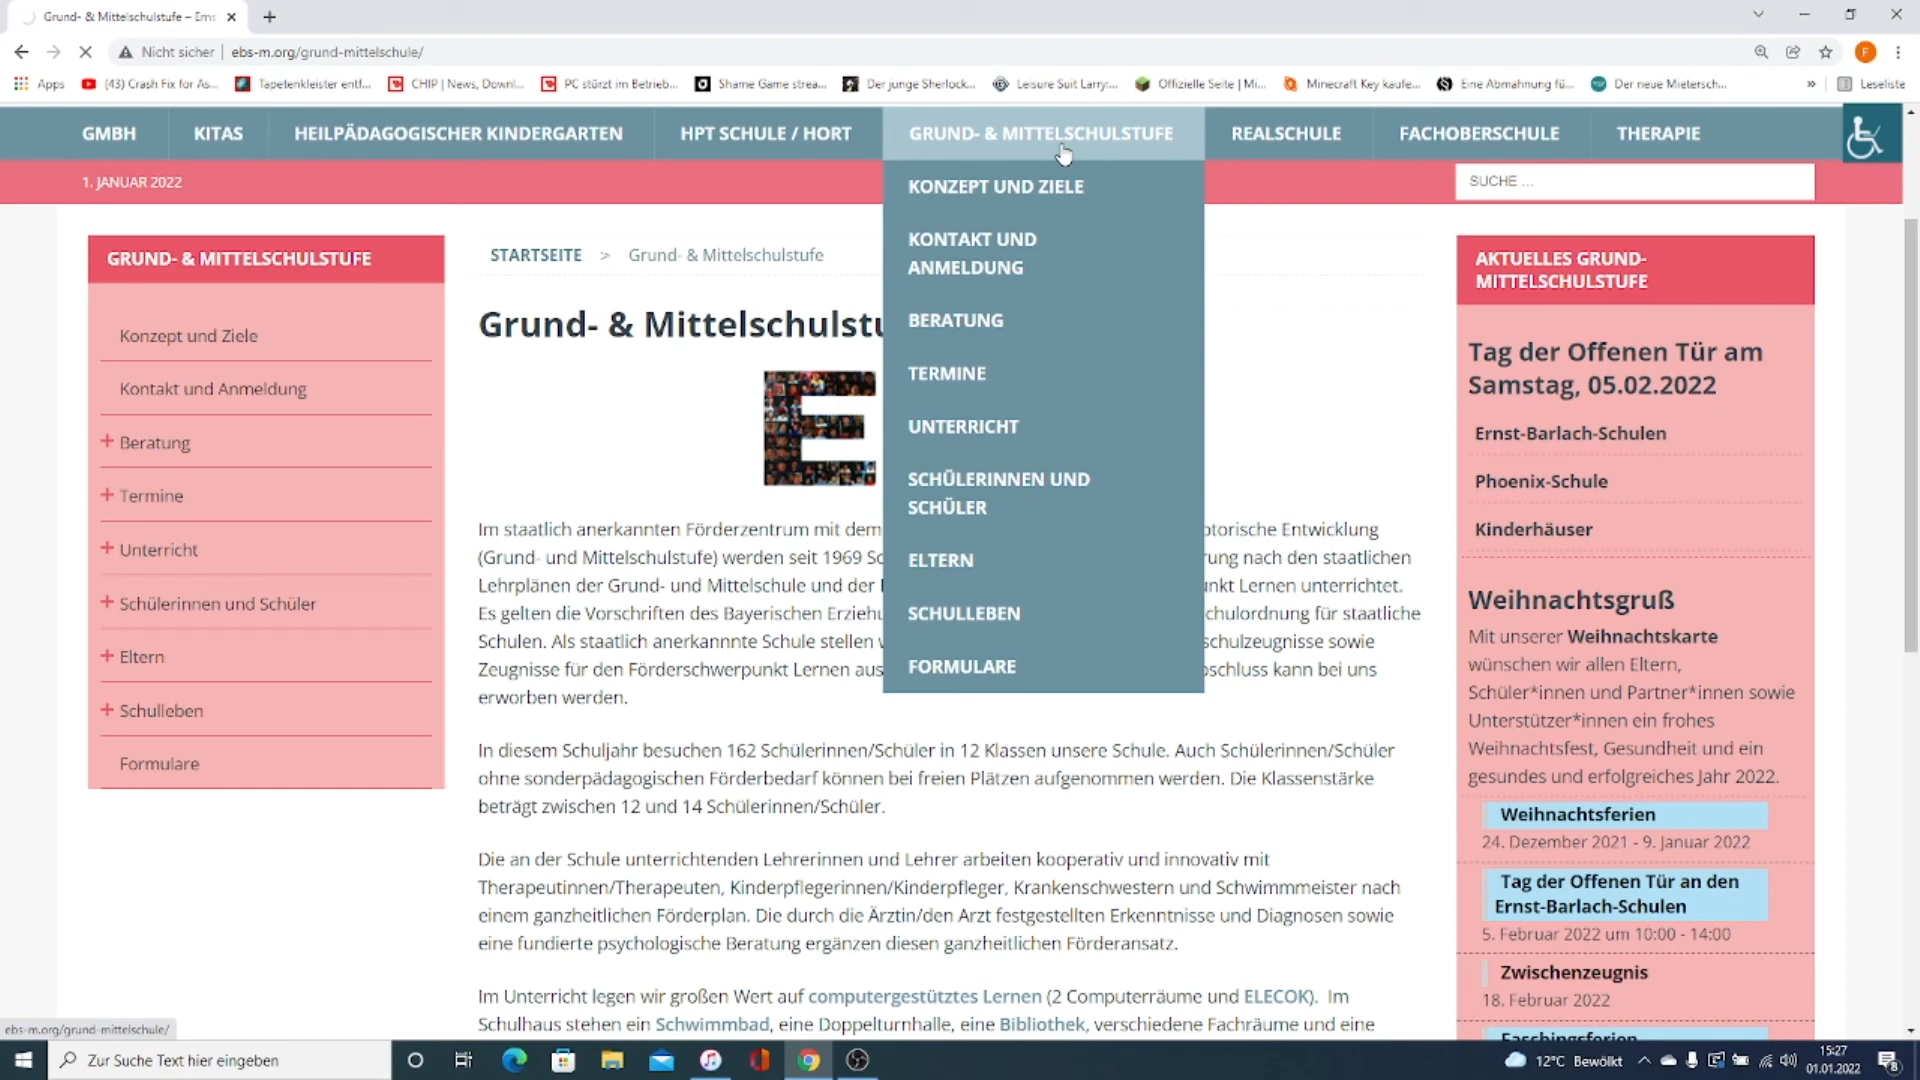 Grund- & Mittelschulstufe – Erns
Nicht sicher | ebs-m.org/grund-mittelschule/
F
Apps
(43) Crash Fix for As...
Tapetenkleister entf...
CHIP | News, Downl...
PC stürzt im Betrieb...
Shame Game strea...
Der junge Sherlock...
Leisure Suit Larry:...
Offizielle Seite | Mi...
Minecraft Key kaufe...
Eine Abmahnung fü...
Der neue Mietersch...
»
Leseliste
GMBH
KITAS
HEILPÄDAGOGISCHER KINDERGARTEN
HPT SCHULE / HORT
GRUND- & MITTELSCHULSTUFE
REALSCHULE
FACHOBERSCHULE
THERAPIE
1. JANUAR 2022
SUCHE ...
KONZEPT UND ZIELE
KONTAKT UND
ANMELDUNG
BERATUNG
TERMINE
UNTERRICHT
SCHÜLERINNEN UND
SCHÜLER
ELTERN
SCHULLEBEN
FORMULARE
GRUND- & MITTELSCHULSTUFE
Konzept und Ziele
Kontakt und Anmeldung
+ Beratung
+ Termine
+ Unterricht
+ Schülerinnen und Schüler
+ Eltern
+ Schulleben
Formulare
STARTSEITE > Grund- & Mittelschulstufe
Grund- & Mittelschulstu
E
Im staatlich anerkannten Förderzentrum mit dem otorische Entwicklung
(Grund- und Mittelschulstufe) werden seit 1969 Sc rung nach den staatlichen
Lehrplänen der Grund- und Mittelschule und der nkt Lernen unterrichtet.
Es gelten die Vorschriften des Bayerischen Erziehu chulordnung für staatliche
Schulen. Als staatlich anerkannnte Schule stellen schulzeugnisse sowie
Zeugnisse für den Förderschwerpunkt Lernen aus schluss kann bei uns
erworben werden.
In diesem Schuljahr besuchen 162 Schülerinnen/Schüler in 12 Klassen unsere Schule. Auch Schülerinnen/Schüler
ohne sonderpädagogischen Förderbedarf können bei freien Plätzen aufgenommen werden. Die Klassenstärke
beträgt zwischen 12 und 14 Schülerinnen/Schüler.
Die an der Schule unterrichtenden Lehrerinnen und Lehrer arbeiten kooperativ und innovativ mit
Therapeutinnen/Therapeuten, Kinderpflegerinnen/Kinderpfleger, Krankenschwestern und Schwimmmeister nach
einem ganzheitlichen Förderplan. Die durch die Ärztin/den Arzt festgestellten Erkenntnisse und Diagnosen sowie
eine fundierte psychologische Beratung ergänzen diesen ganzheitlichen Förderansatz.
Im Unterricht legen wir großen Wert auf computergestütztes Lernen (2 Computerräume und ELECOK). Im
Schulhaus stehen ein Schwimmbad, eine Doppelturnhalle, eine Bibliothek, verschiedene Fachräume und eine
AKTUELLES GRUND-
MITTELSCHULSTUFE
Tag der Offenen Tür am
Samstag, 05.02.2022
Ernst-Barlach-Schulen
Phoenix-Schule
Kinderhäuser
Weihnachtsgruß
Mit unserer Weihnachtskarte
wünschen wir allen Eltern,
Schüler*innen und Partner*innen sowie
Unterstützer*innen ein frohes
Weihnachtsfest, Gesundheit und ein
gesundes und erfolgreiches Jahr 2022.
Weihnachtsferien
24. Dezember 2021 - 9. Januar 2022
Tag der Offenen Tür an den
Ernst-Barlach-Schulen
5. Februar 2022 um 10:00 - 14:00
Zwischenzeugnis
18. Februar 2022
Faschingsferien
ebs-m.org/grund-mittelschule/
Zur Suche Text hier eingeben
12°C Bewölkt
15:27
01.01.2022
8